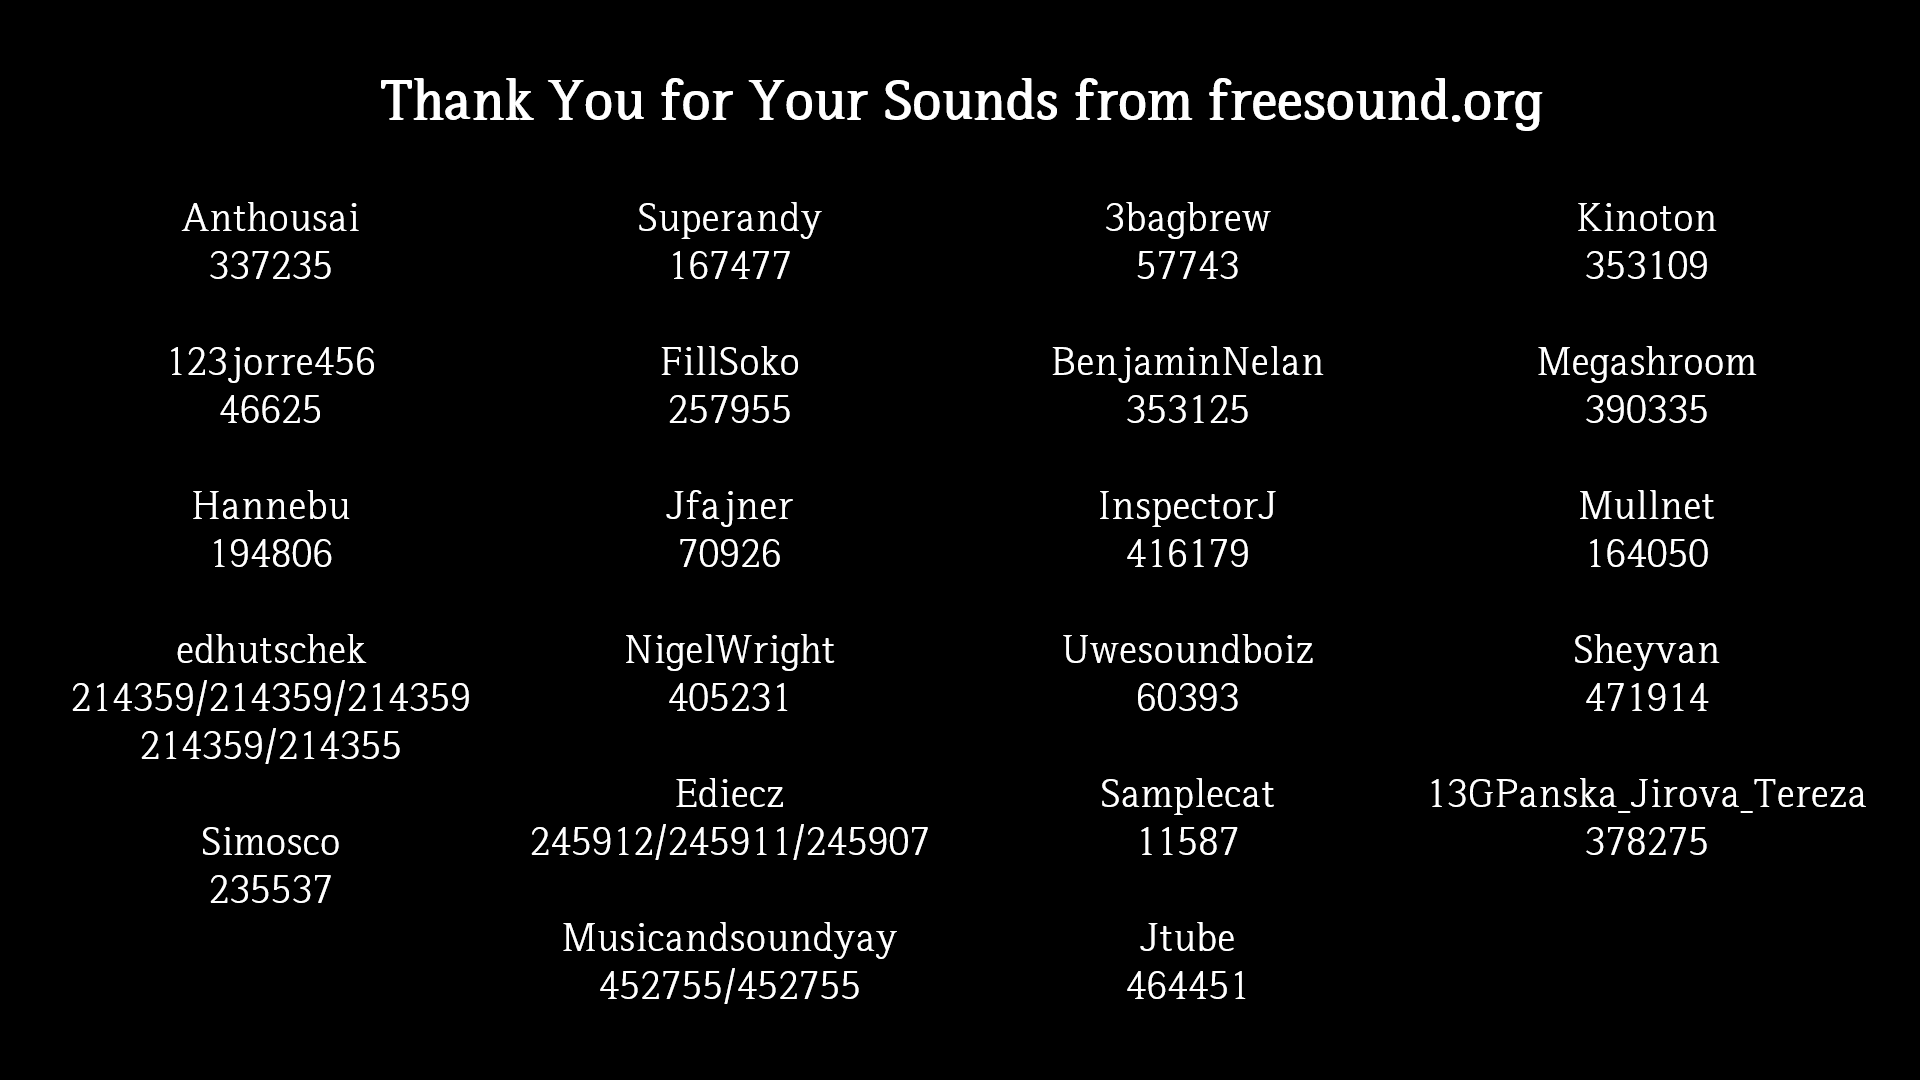 Thank You for Your Sounds from freesound.org
Anthousai
337235
123jorre456
46625
Hannebu
194806
edhutschek
214359/214359/214359
214359/214355
Simosco
235537
Superandy
167477
FillSoko
257955
Jfajner
70926
NigelWright
405231
Ediecz
245912/245911/245907
Musicandsoundyay
452755/452755
3bagbrew
57743
BenjaminNelan
353125
InspectorJ
416179
Uwesoundboiz
60393
Samplecat
11587
Jtube
464451
Kinoton
353109
Megashroom
390335
Mullnet
164050
Sheyvan
471914
13GPanska_Jirova_Tereza
378275